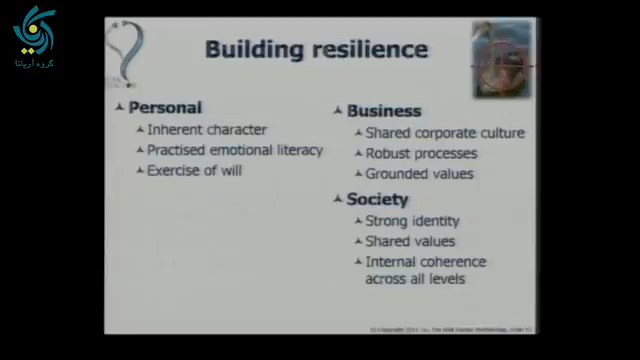 گروه آریانا
Building resilience
Personal
Inherent character
Practised emotional literacy
Exercise of will
Business
Shared corporate culture
Robust processes
Grounded values
Society
Strong identity
Shared values
Internal coherence
across all levels